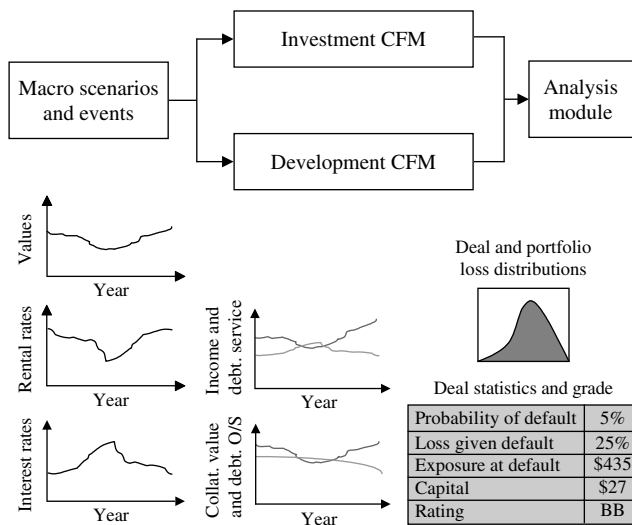 Investment CFM
Macro scenarios
and events
Analysis
module
Development CFM
Values
Year
Rental rates
Year
Interest rates
Year
Income and
debt. service
Year
Collat. value
and debt. O/S
Year
Deal and portfolio
loss distributions
Deal statistics and grade
Probability of default 5%
Loss given default 25%
Exposure at default $435
Capital $27
Rating BB